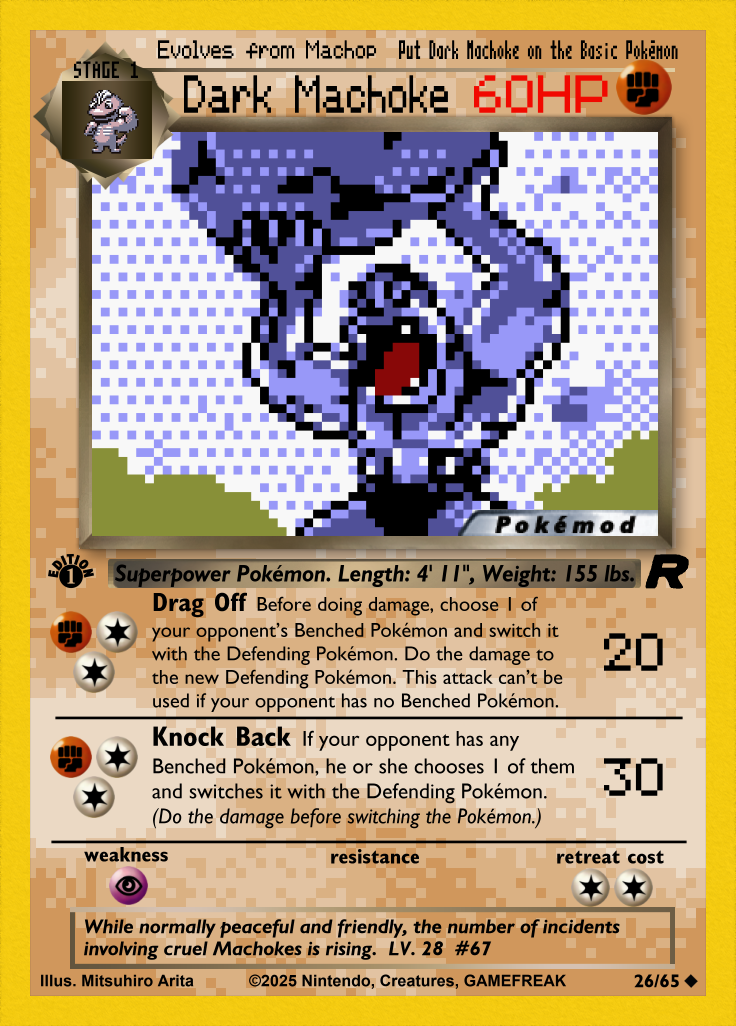 Evolves from Machop Put Dark Machoke on the Basic Pokémon
STAGE 1
Dark Machoke 60HP
Pokémod
EDITION
1
Superpower Pokémon. Length: 4' 11", Weight: 155 lbs.
R
Drag Off Before doing damage, choose 1 of
your opponent's Benched Pokémon and switch it
with the Defending Pokémon. Do the damage to
the new Defending Pokémon. This attack can't be
used if your opponent has no Benched Pokémon.
20
Knock Back If your opponent has any
Benched Pokémon, he or she chooses 1 of them
and switches it with the Defending Pokémon.
(Do the damage before switching the Pokémon.)
30
weakness resistance retreat cost
While normally peaceful and friendly, the number of incidents
involving cruel Machokes is rising. LV. 28 #67
Illus. Mitsuhiro Arita ©2025 Nintendo, Creatures, GAMEFREAK 26/65